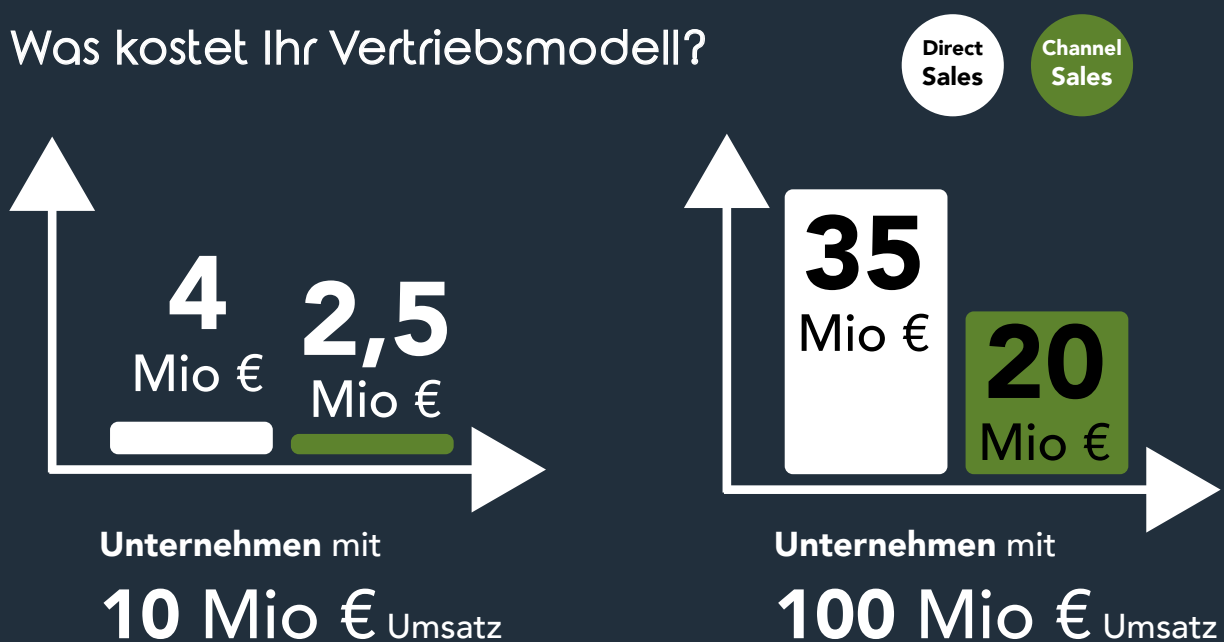 Was kostet Ihr Vertriebsmodell?
Direct
Sales
Channel
Sales
4
Mio €
2,5
Mio €
Unternehmen mit
10 Mio € Umsatz
35
Mio €
20
Mio €
Unternehmen mit
100 Mio € Umsatz